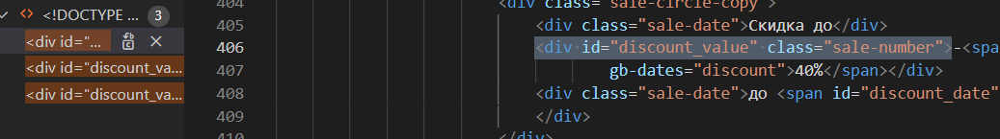 <!DOCTYPE ... 3
<div id="...
<div id="discount_va...
<div id="discount_va...
404 <div class="sale-circle-copy">
405 <div class="sale-date">Скидка до</div>
406 <div id="discount_value" class="sale-number">-<span
407 gb-dates="discount">40%</span></div>
408 <div class="sale-date">до <span id="discount_date"
409 </div>
410 </div>